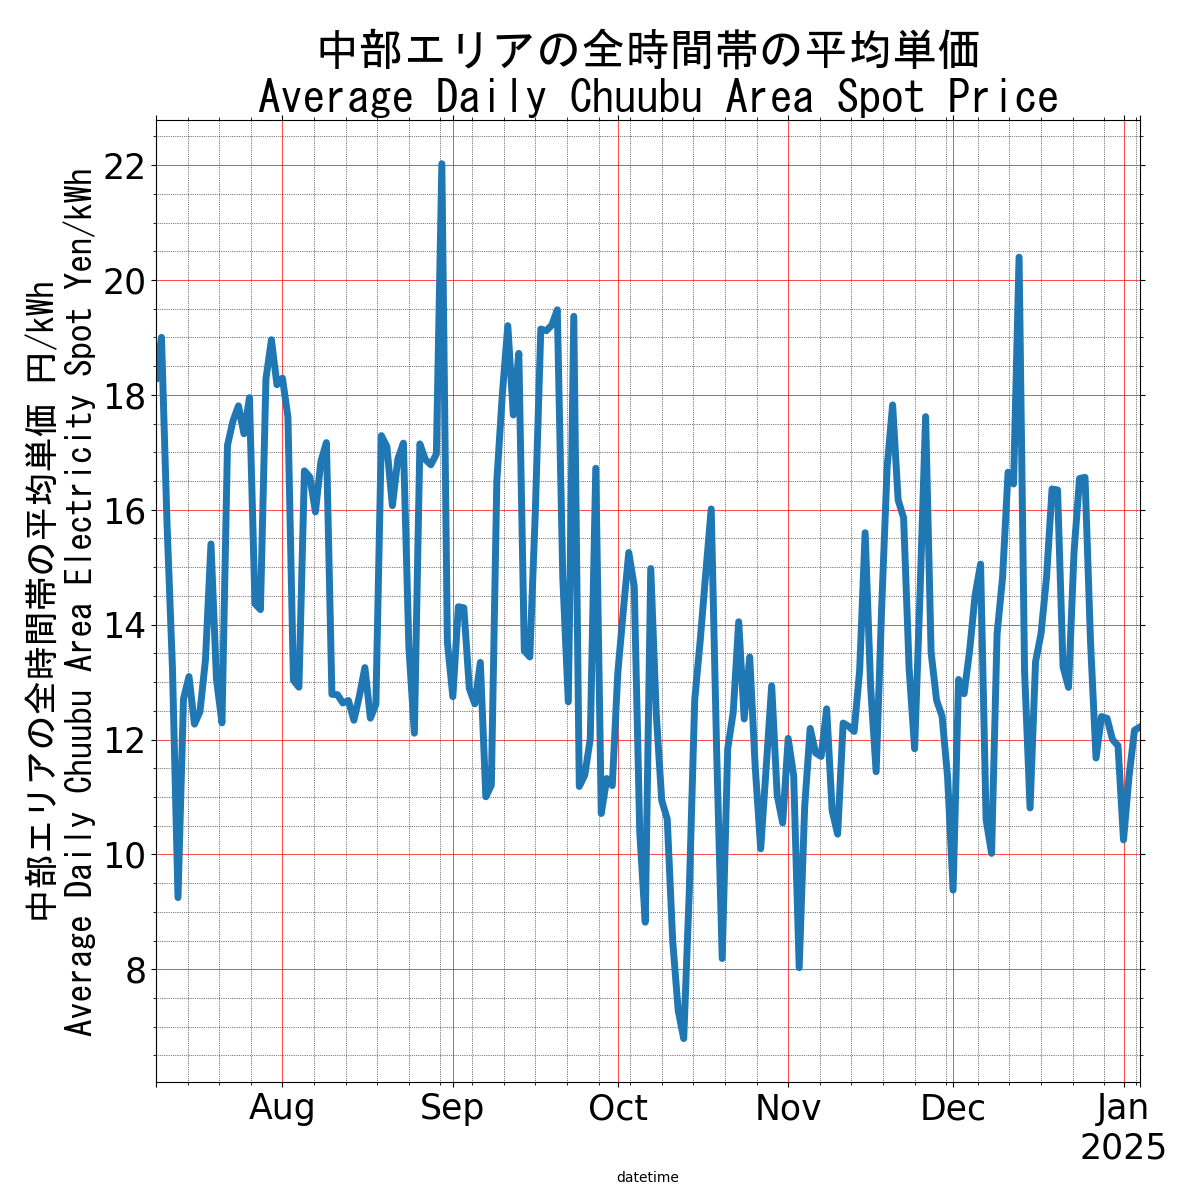 中部エリアの全時間帯の平均単価
Average Daily Chuubu Area Spot Price
中部エリアの全時間帯の平均単価 円/kWh
Average Daily Chuubu Area Electricity Spot Yen/kWh
22
20
18
16
14
12
10
8
Aug Sep Oct Nov Dec Jan
2025
datetime